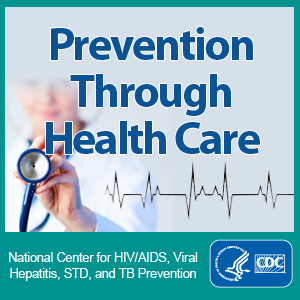 Prevention
Through
Health Care
National Center for HIV/AIDS, Viral
Hepatitis, STD, and TB Prevention
CDC